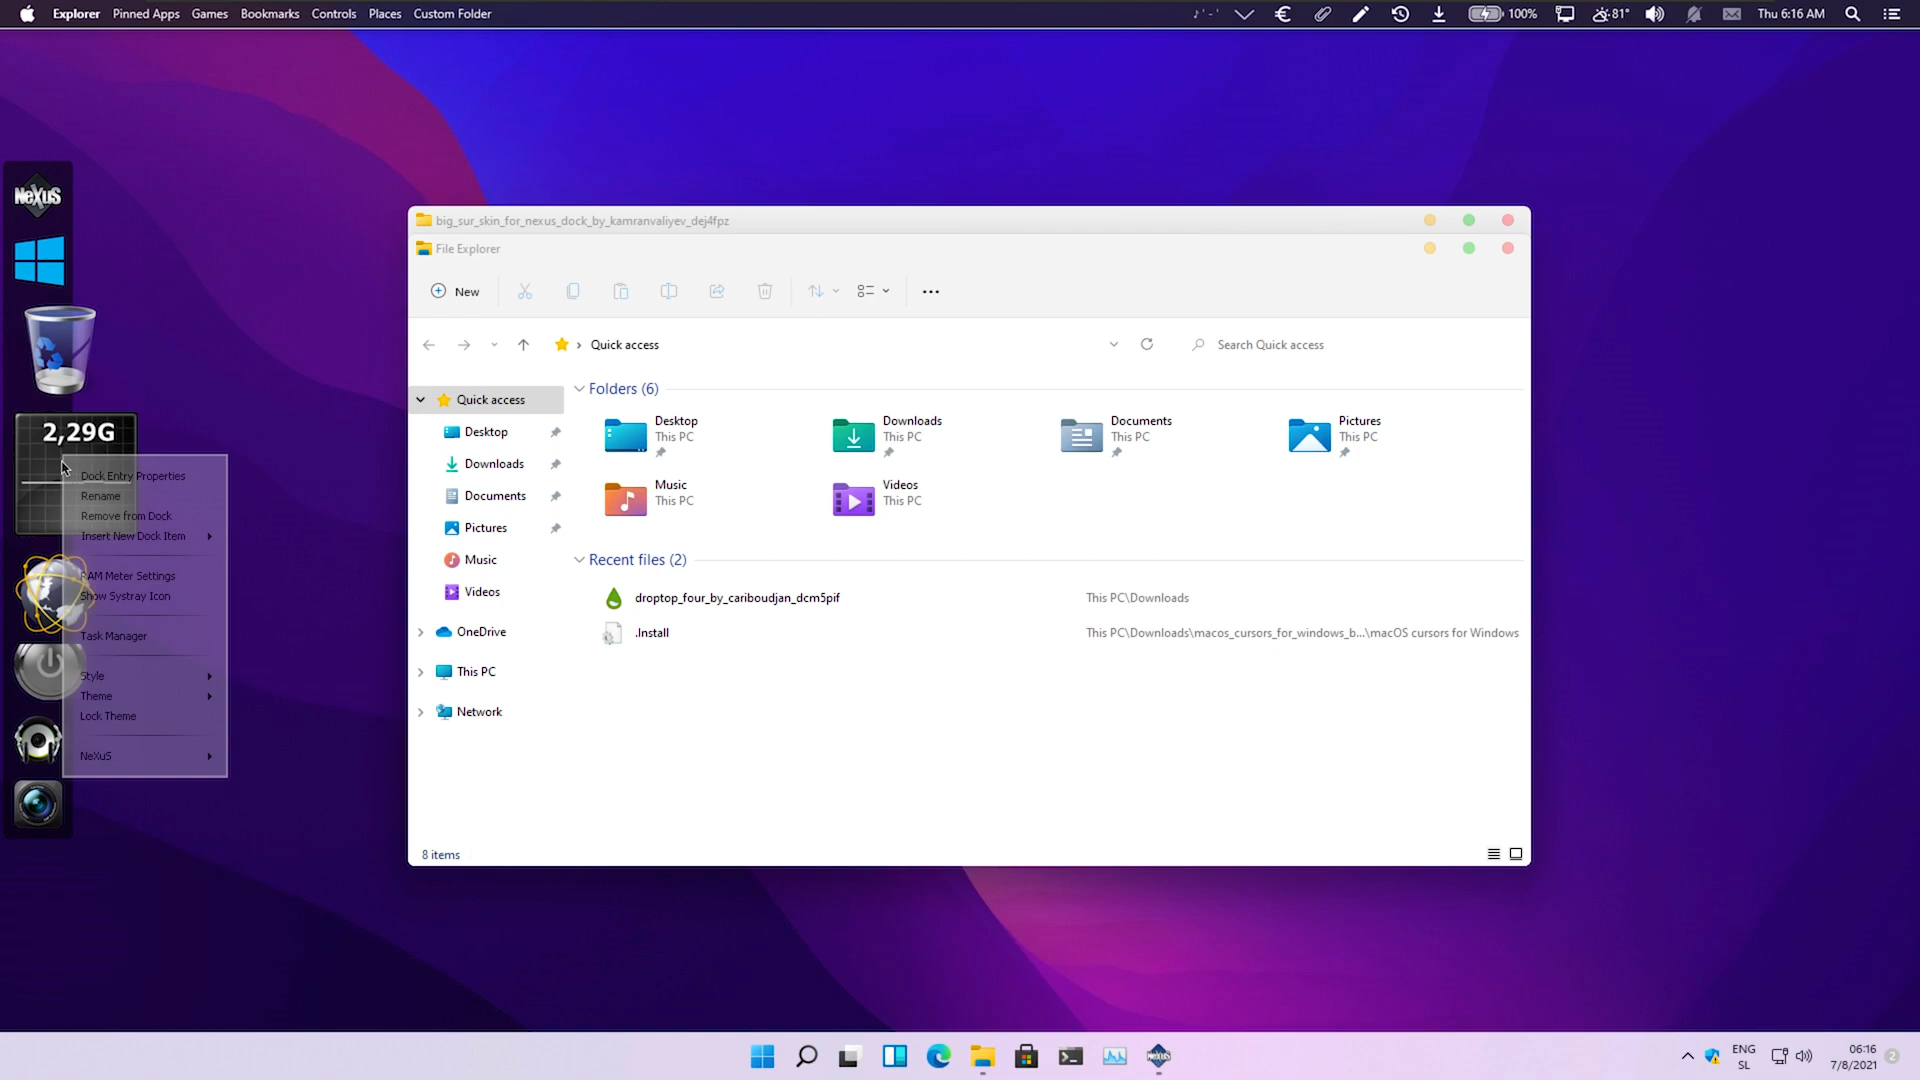 Explorer Pinned Apps Games Bookmarks Controls Places Custom Folder
100% 81° Thu 6:16 AM
NeXuS
2,29G
Dock Entry Properties
Rename
Remove from Dock
Insert New Dock Item
RAM Meter Settings
Show Systray Icon
Task Manager
Style
Theme
Lock Theme
NeXuS
big_sur_skin_for_nexus_dock_by_kamranvaliyev_dej4fpz
File Explorer
New
Quick access
Search Quick access
Quick access
Desktop
Downloads
Documents
Pictures
Music
Videos
OneDrive
This PC
Network
Folders (6)
Desktop
This PC
Downloads
This PC
Documents
This PC
Pictures
This PC
Music
This PC
Videos
This PC
Recent files (2)
droptop_four_by_cariboudjan_dcm5pif This PC\Downloads
.Install This PC\Downloads\macos_cursors_for_windows_b...\macOS cursors for Windows
8 items
ENG
SL
06:16
7/8/2021
2